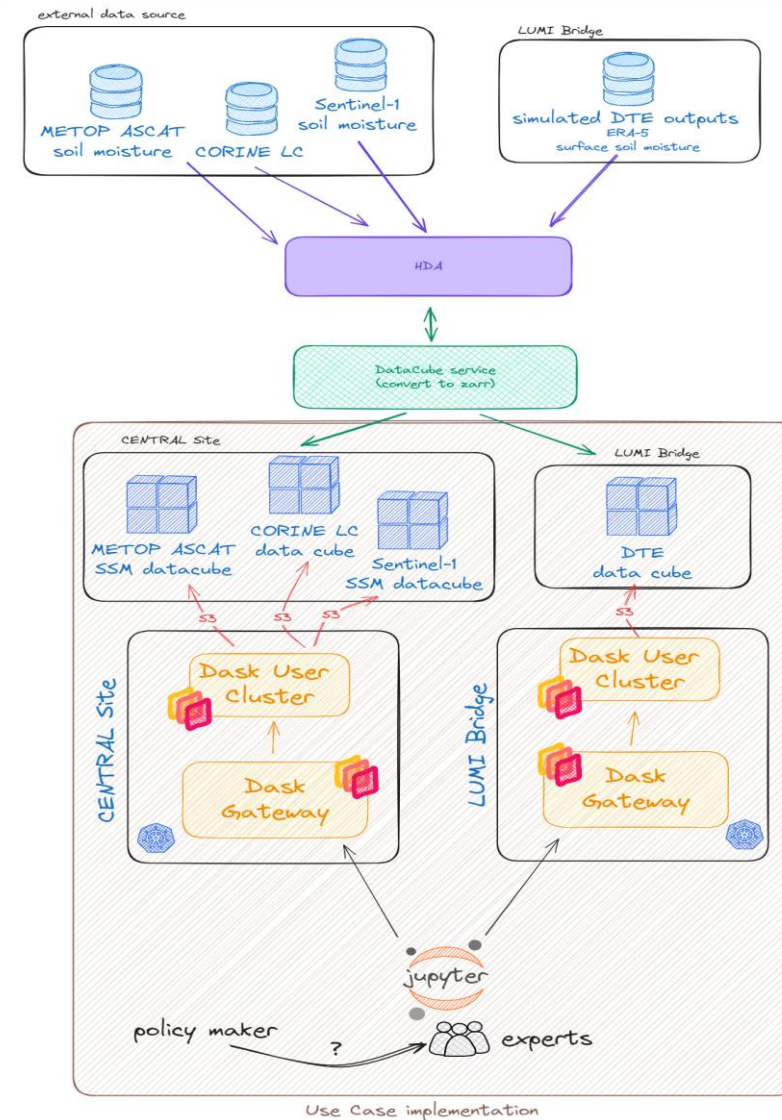 external data source
LUMI Bridge
METOP ASCAT
soil moisture
CORINE LC
Sentinel-1
soil moisture
simulated DTE outputs
ERA-5
surface soil moisture
HDA
DataCube service
(convert to zarr)
CENTRAL Site
LUMI Bridge
METOP ASCAT
SSM datacube
CORINE LC
data cube
Sentinel-1
SSM datacube
DTE
data cube
S3
S3
S3
S3
CENTRAL Site
Dask User
Cluster
Dask
Gateway
LUMI Bridge
Dask User
Cluster
Dask
Gateway
jupyter
policy maker
?
experts
Use Case implementation